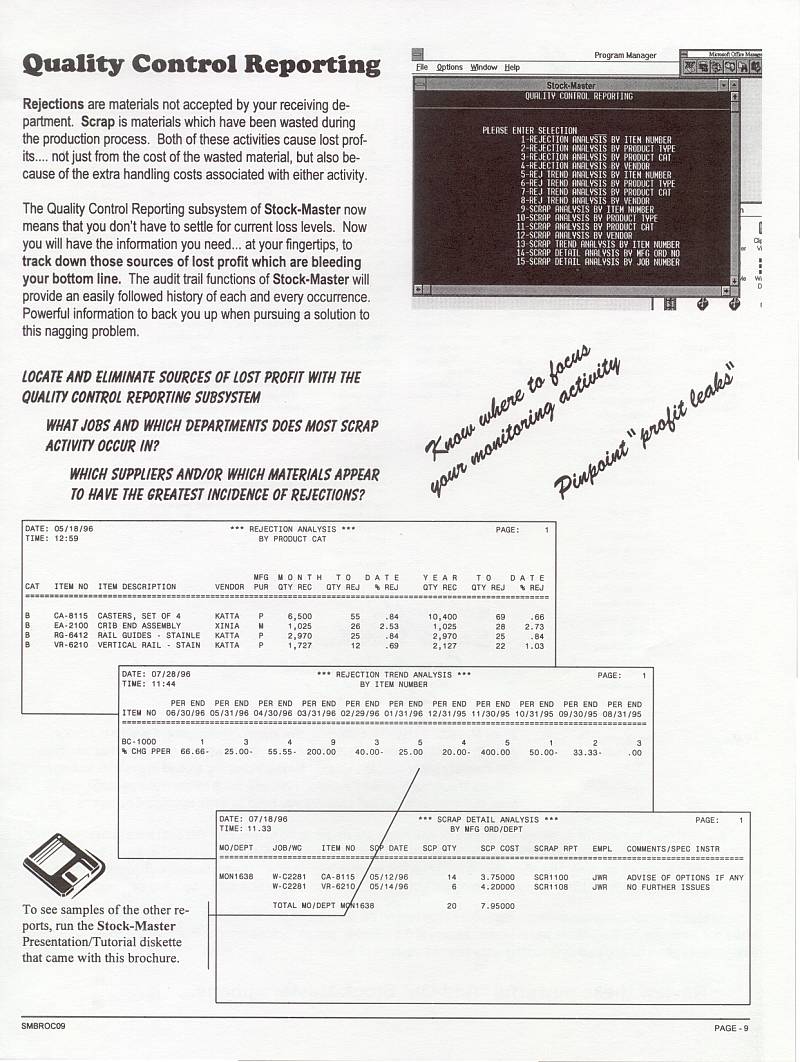 Quality Control Reporting
Rejections are materials not accepted by your receiving de-
partment. Scrap is materials which have been wasted during
the production process. Both of these activities cause lost prof-
its.... not just from the cost of the wasted material, but also be-
cause of the extra handling costs associated with either activity.
The Quality Control Reporting subsystem of Stock-Master now
means that you don't have to settle for current loss levels. Now
you will have the information you need... at your fingertips, to
track down those sources of lost profit which are bleeding
your bottom line. The audit trail functions of Stock-Master will
provide an easily followed history of each and every occurrence.
Powerful information to back you up when pursuing a solution to
this nagging problem.
Program Manager
Microsoft Office Manag
File Options Window Help
Stock-Master
QUALITY CONTROL REPORTING
PLEASE ENTER SELECTION
1-REJECTION ANALYSIS BY ITEM NUMBER
2-REJECTION ANALYSIS BY PRODUCT TYPE
3-REJECTION ANALYSIS BY PRODUCT CAT
4-REJECTION ANALYSIS BY VENDOR
5-REJ TREND ANALYSIS BY ITEM NUMBER
6-REJ TREND ANALYSIS BY PRODUCT TYPE
7-REJ TREND ANALYSIS BY PRODUCT CAT
8-REJ TREND ANALYSIS BY VENDOR
9-SCRAP ANALYSIS BY ITEM NUMBER
10-SCRAP ANALYSIS BY PRODUCT TYPE
11-SCRAP ANALYSIS BY PRODUCT CAT
12-SCRAP ANALYSIS BY VENDOR
13-SCRAP TREND ANALYSIS BY ITEM NUMBER
14-SCRAP DETAIL ANALYSIS BY MFG ORD NO
15-SCRAP DETAIL ANALYSIS BY JOB NUMBER
LOCATE AND ELIMINATE SOURCES OF LOST PROFIT WITH THE
QUALITY CONTROL REPORTING SUBSYSTEM
WHAT JOBS AND WHICH DEPARTMENTS DOES MOST SCRAP
ACTIVITY OCCUR IN?
WHICH SUPPLIERS AND/OR WHICH MATERIALS APPEAR
TO HAVE THE GREATEST INCIDENCE OF REJECTIONS?
Know where to focus
your monitoring activity
Pinpoint " profit leaks"
DATE: 05/18/96 *** REJECTION ANALYSIS *** PAGE: 1
TIME: 12:59 BY PRODUCT CAT
MFG M O N T H T O D A T E Y E A R T O D A T E
CAT ITEM NO ITEM DESCRIPTION VENDOR PUR QTY REC QTY REJ % REJ QTY REC QTY REJ % REJ
B CA-8115 CASTERS, SET OF 4 KATTA P 6,500 55 .84 10,400 69 .66
B EA-2100 CRIB END ASSEMBLY XINIA M 1,025 26 2.53 1,025 28 2.73
B RG-6412 RAIL GUIDES - STAINLE KATTA P 2,970 25 .84 2,970 25 .84
B VR-6210 VERTICAL RAIL - STAIN KATTA P 1,727 12 .69 2,127 22 1.03
DATE: 07/28/96 *** REJECTION TREND ANALYSIS *** PAGE: 1
TIME: 11:44 BY ITEM NUMBER
PER END PER END PER END PER END PER END PER END PER END PER END PER END PER END PER END
ITEM NO 06/30/96 05/31/96 04/30/96 03/31/96 02/29/96 01/31/96 12/31/95 11/30/95 10/31/95 09/30/95 08/31/95
BC-1000 1 3 4 9 3 5 4 5 1 2 3
% CHG PPER 66.66- 25.00- 55.55- 200.00 40.00- 25.00 20.00- 400.00 50.00- 33.33- .00
DATE: 07/18/96 *** SCRAP DETAIL ANALYSIS *** PAGE: 1
TIME: 11.33 BY MFG ORD/DEPT
MO/DEPT JOB/WC ITEM NO SCP DATE SCP QTY SCP COST SCRAP RPT EMPL COMMENTS/SPEC INSTR
MON1638 W-C2281 CA-8115 05/12/96 14 3.75000 SCR1100 JWR ADVISE OF OPTIONS IF ANY
W-C2281 VR-6210 05/14/96 6 4.20000 SCR1108 JWR NO FURTHER ISSUES
TOTAL MO/DEPT MON1638 20 7.95000
To see samples of the other re-
ports, run the Stock-Master
Presentation/Tutorial diskette
that came with this brochure.
SMBROC09 PAGE - 9